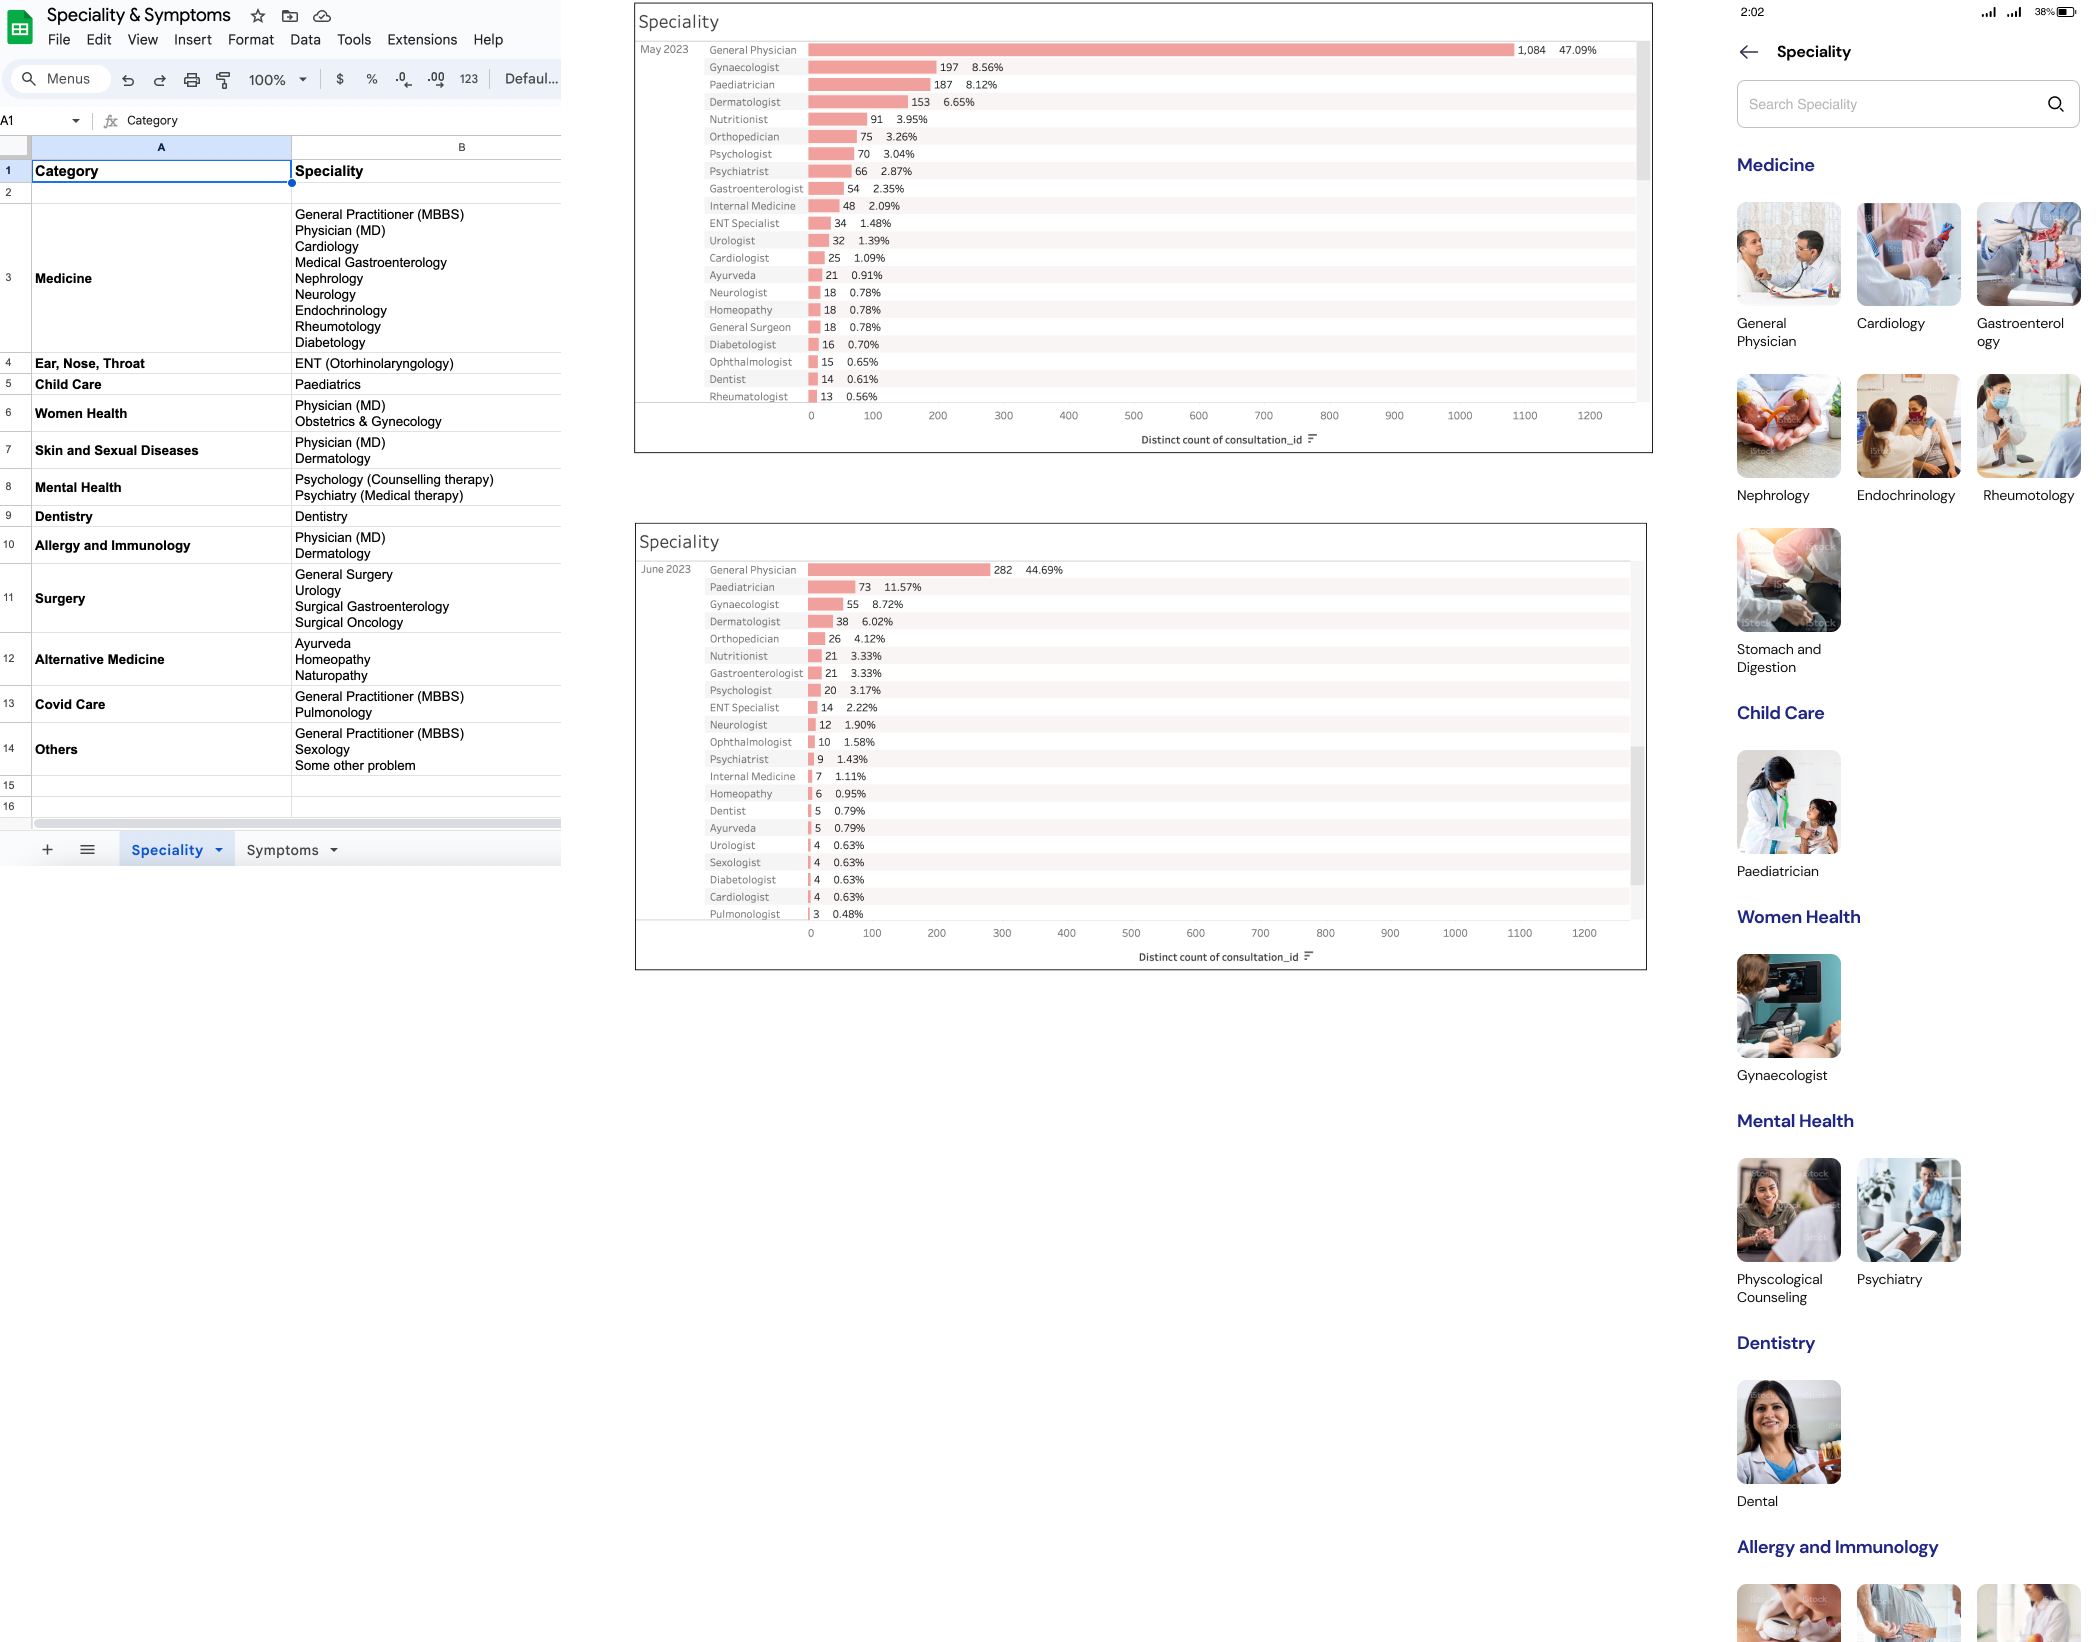 Speciality & Symptoms
File Edit View Insert Format Data Tools Extensions Help
Menus 100% $ % .0 .00 123 Defaul...
A1 fx Category
A B
1 Category Speciality
2
3 Medicine
General Practitioner (MBBS)
Physician (MD)
Cardiology
Medical Gastroenterology
Nephrology
Neurology
Endocrinology
Rheumotology
Diabetology
4 Ear, Nose, Throat ENT (Otorhinolaryngology)
5 Child Care Paediatrics
6 Women Health
Physician (MD)
Obstetrics & Gynecology
7 Skin and Sexual Diseases
Physician (MD)
Dermatology
8 Mental Health
Psychology (Counselling therapy)
Psychiatry (Medical therapy)
9 Dentistry Dentistry
10 Allergy and Immunology
Physician (MD)
Dermatology
11 Surgery
General Surgery
Urology
Surgical Gastroenterology
Surgical Oncology
12 Alternative Medicine
Ayurveda
Homeopathy
Naturopathy
13 Covid Care
General Practitioner (MBBS)
Pulmonology
14 Others
General Practitioner (MBBS)
Sexology
Some other problem
15
16
+ Speciality Symptoms
Speciality
May 2023 General Physician 1,084 47.09%
Gynaecologist 197 8.56%
Paediatrician 187 8.12%
Dermatologist 153 6.65%
Nutritionist 91 3.95%
Orthopedician 75 3.26%
Psychologist 70 3.04%
Psychiatrist 66 2.87%
Gastroenterologist 54 2.35%
Internal Medicine 48 2.09%
ENT Specialist 34 1.48%
Urologist 32 1.39%
Cardiologist 25 1.09%
Ayurveda 21 0.91%
Neurologist 18 0.78%
Homeopathy 18 0.78%
General Surgeon 18 0.78%
Diabetologist 16 0.70%
Ophthalmologist 15 0.65%
Dentist 14 0.61%
Rheumatologist 13 0.56%
0 100 200 300 400 500 600 700 800 900 1000 1100 1200
Distinct count of consultation_id
Speciality
June 2023 General Physician 282 44.69%
Paediatrician 73 11.57%
Gynaecologist 55 8.72%
Dermatologist 38 6.02%
Orthopedician 26 4.12%
Nutritionist 21 3.33%
Gastroenterologist 21 3.33%
Psychologist 20 3.17%
ENT Specialist 14 2.22%
Neurologist 12 1.90%
Ophthalmologist 10 1.58%
Psychiatrist 9 1.43%
Internal Medicine 7 1.11%
Homeopathy 6 0.95%
Dentist 5 0.79%
Ayurveda 5 0.79%
Urologist 4 0.63%
Sexologist 4 0.63%
Diabetologist 4 0.63%
Cardiologist 4 0.63%
Pulmonologist 3 0.48%
0 100 200 300 400 500 600 700 800 900 1000 1100 1200
Distinct count of consultation_id
2:02 38%
Speciality
Search Speciality
Medicine
General
Physician
Cardiology
Gastroenterol
ogy
Nephrology Endocrinology Rheumotology
iStock
iStock
Stomach and
Digestion
Child Care
Paediatrician
Women Health
Gynaecologist
Mental Health
Physcological
Counseling
Psychiatry
Dentistry
Dental
Allergy and Immunology